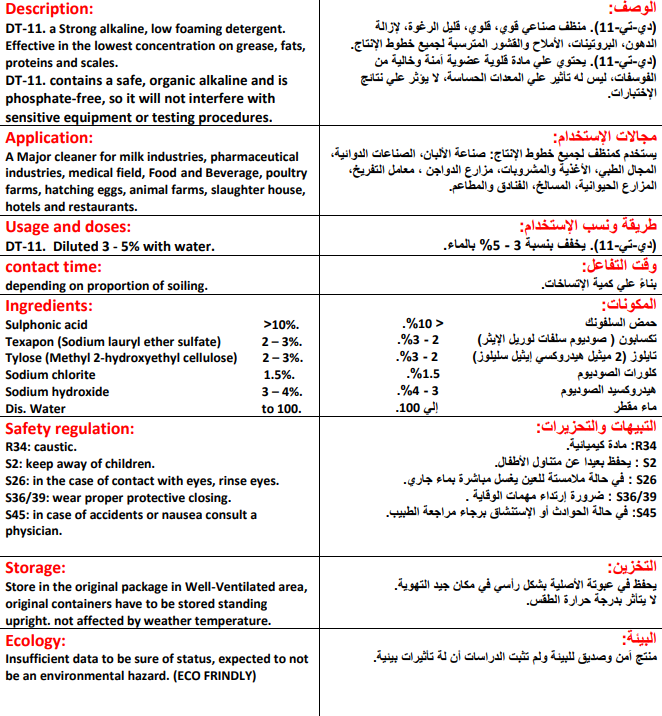 Description:
DT-11. a Strong alkaline, low foaming detergent.
Effective in the lowest concentration on grease, fats,
proteins and scales.
DT-11. contains a safe, organic alkaline and is
phosphate-free, so it will not interfere with
sensitive equipment or testing procedures.
الوصف:
(دي-تي-11). منظف صناعي قوي، قلوي، قليل الرغوة، لإزالة
الدهون، البروتينات، الأملاح والقشور المترسبة لجميع خطوط الإنتاج.
(دي-تي-11). يحتوي علي مادة قلوية عضوية آمنة وخالية من
الفوسفات، ليس له تأثير علي المعدات الحساسة، لا يؤثر علي نتائج
الإختبارات.
Application:
A Major cleaner for milk industries, pharmaceutical
industries, medical field, Food and Beverage, poultry
farms, hatching eggs, animal farms, slaughter house,
hotels and restaurants.
مجالات الإستخدام:
يستخدم كمنظف لجميع خطوط الإنتاج: صناعة الألبان، الصناعات الدوائية،
المجال الطبي، الأغذية والمشروبات، مزارع الدواجن ، معامل التفريخ،
المزارع الحيوانية، المسالخ، الفنادق والمطاعم.
Usage and doses:
DT-11. Diluted 3 - 5% with water.
طريقة ونسب الإستخدام:
(دي-تي-11). يخفف بنسبة 3 - 5% بالماء.
contact time:
depending on proportion of soiling.
وقت التفاعل:
بناءً علي كمية الإتساخات.
Ingredients:
Sulphonic acid >10%.
Texapon (Sodium lauryl ether sulfate) 2 – 3%.
Tylose (Methyl 2-hydroxyethyl cellulose) 2 – 3%.
Sodium chlorite 1.5%.
Sodium hydroxide 3 – 4%.
Dis. Water to 100.
المكونات:
حمض السلفونك < 10%.
تكسابون ( صوديوم سلفات لوريل الإيثر) 2 - 3%.
تايلوز (2 ميثيل هيدروكسي إيثيل سليلوز) 2 - 3%.
كلورات الصوديوم 1.5%.
هيدروكسيد الصوديوم 3 - 4%.
ماء مقطر إلي 100.
Safety regulation:
R34: caustic.
S2: keep away of children.
S26: in the case of contact with eyes, rinse eyes.
S36/39: wear proper protective closing.
S45: in case of accidents or nausea consult a
physician.
التبيهات والتحزيرات:
R34: مادة كيميائية.
S2 : يحفظ بعيدا عن متناول الأطفال.
S26 : في حالة ملامستة للعين يغسل مباشرة بماء جاري.
S36/39 : ضرورة إرتداء مهمات الوقاية .
S45: في حالة الحوادث أو الإستنشاق برجاء مراجعة الطبيب.
Storage:
Store in the original package in Well-Ventilated area,
original containers have to be stored standing
upright. not affected by weather temperature.
التخزين:
يحفظ في عبوتة الأصلية بشكل رأسي في مكان جيد التهوية.
لا يتأثر بدرجة حرارة الطقس.
Ecology:
Insufficient data to be sure of status, expected to not
be an environmental hazard. (ECO FRINDLY)
البيئة:
منتج أمن وصديق للبيئة ولم تثبت الدراسات أن لة تأثيرات بيئية.